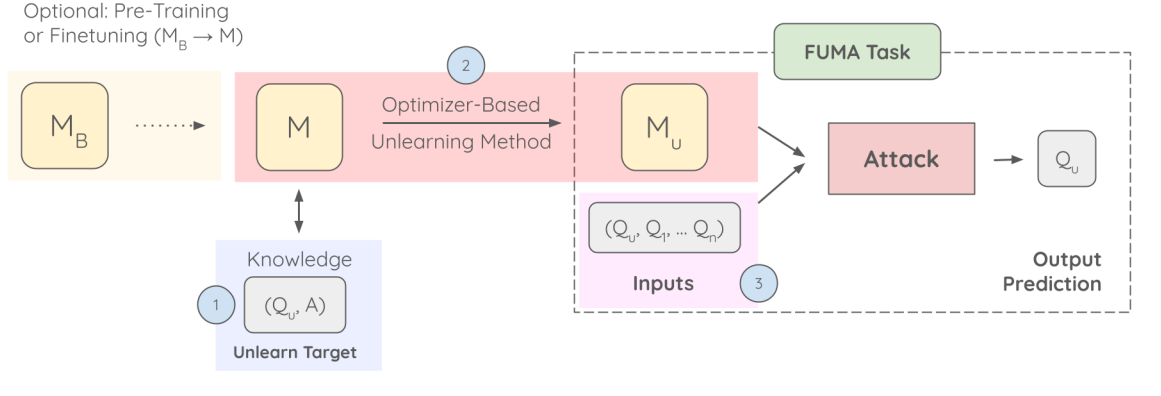 Optional: Pre-Training
or Finetuning (M_B → M)
2
FUMA Task
M_B
M
Optimizer-Based
Unlearning Method
M_U
Attack
Q_U
(Q_U, Q_1, ... Q_n)
Inputs
3
Output
Prediction
Knowledge
1
(Q_U, A)
Unlearn Target